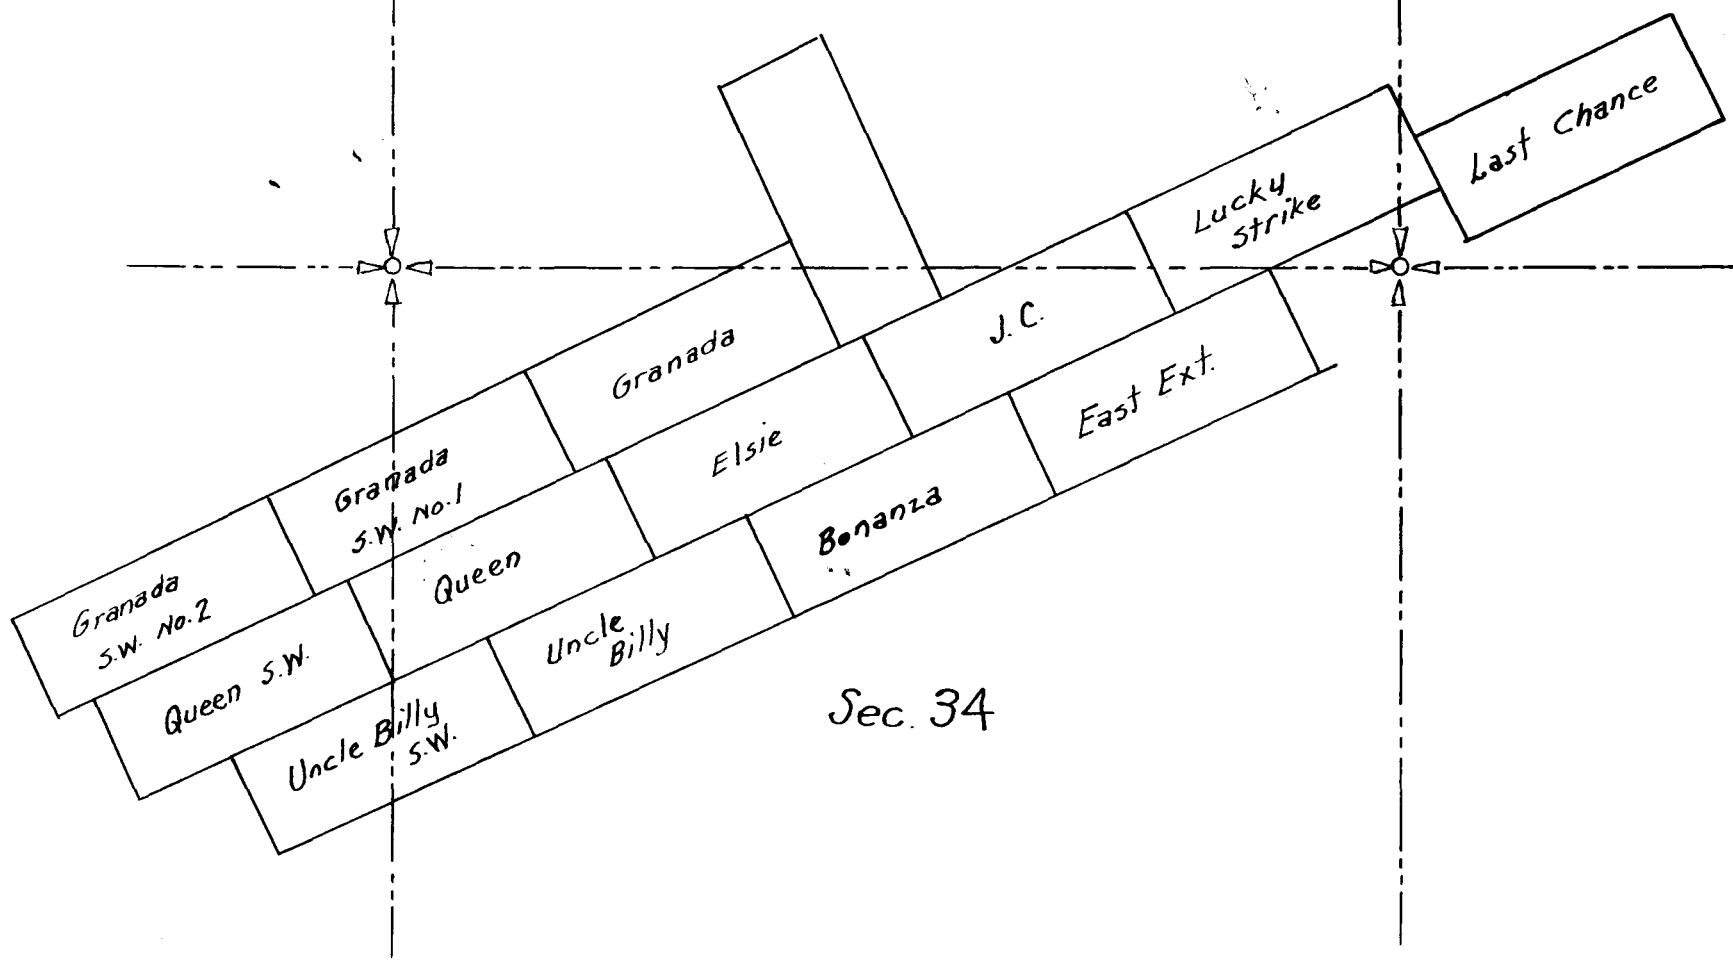 Last Chance
Lucky
Strike
J.C.
Granada
East Ext.
Elsie
Granada
S.W. No.1
Bonanza
Queen
Granada
S.W. No.2
Uncle
Billy
Queen S.W.
Uncle Billy
S.W.
Sec. 34